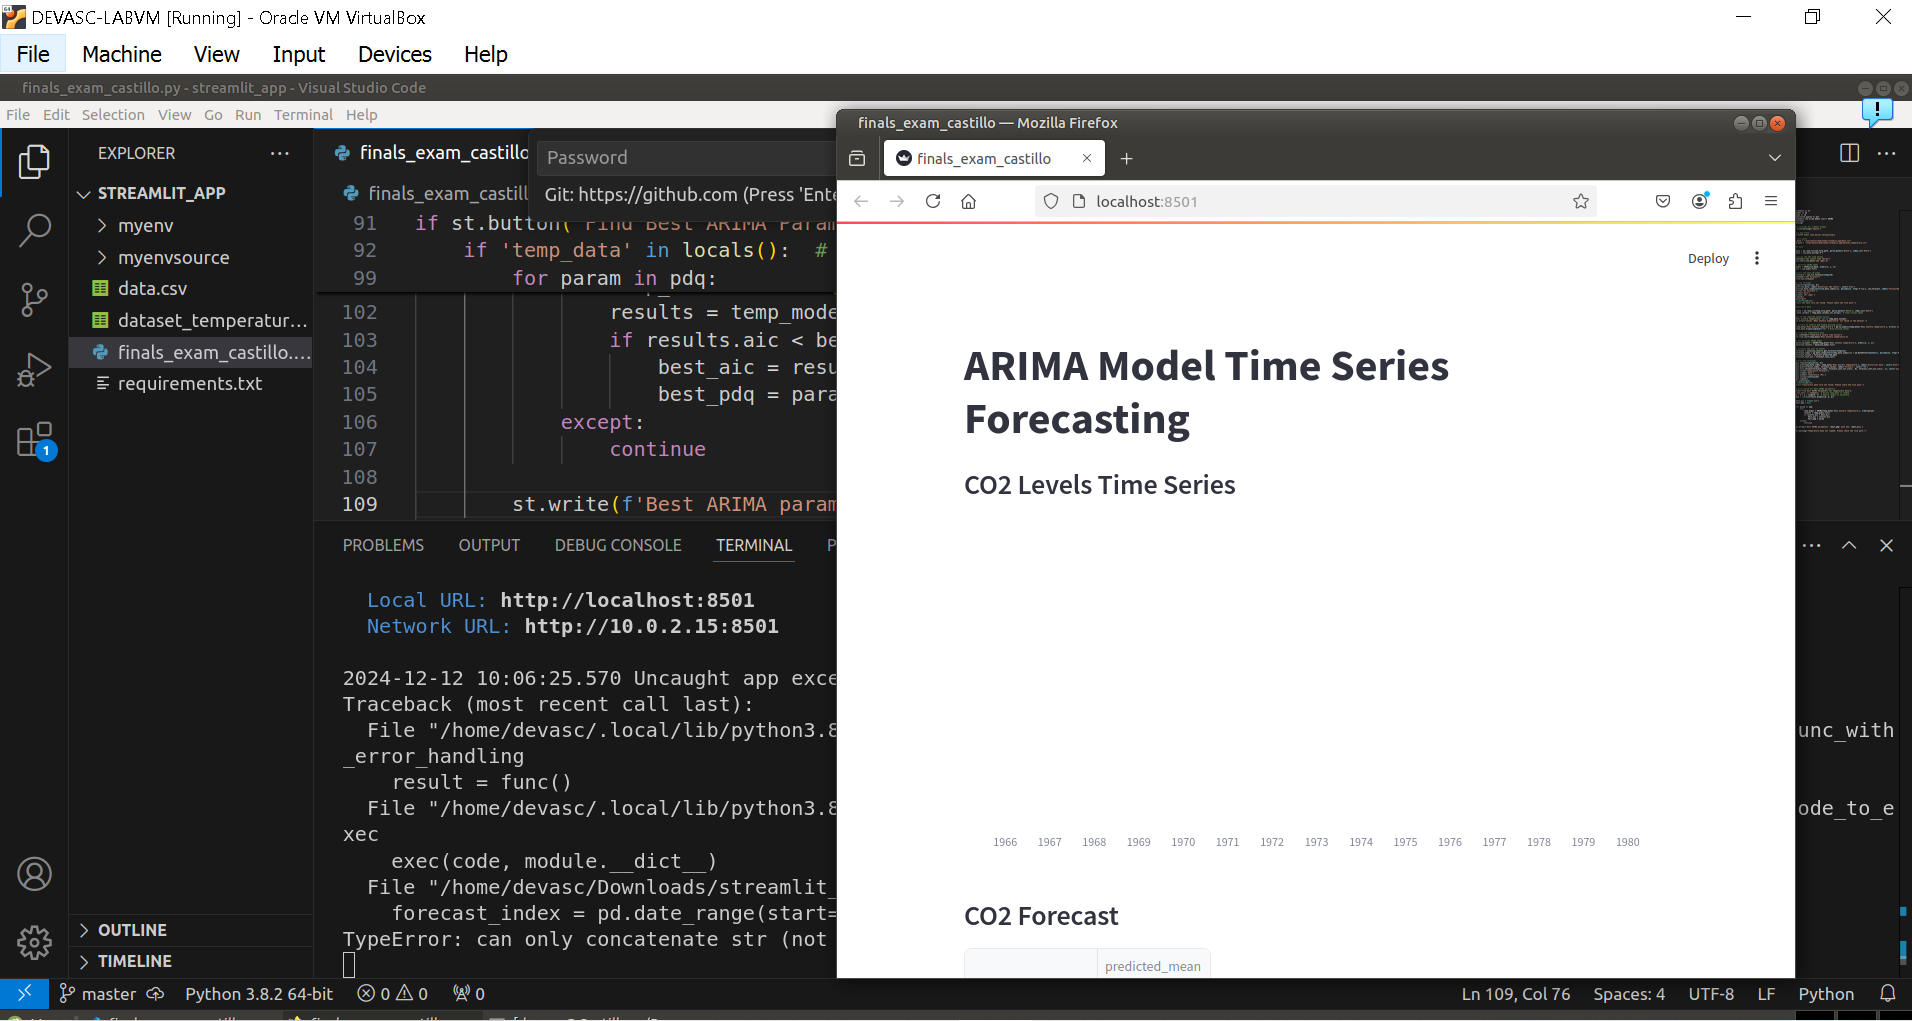 DEVASC-LABVM [Running] - Oracle VM VirtualBox
File Machine View Input Devices Help
finals_exam_castillo.py - streamlit_app - Visual Studio Code
File Edit Selection View Go Run Terminal Help
EXPLORER
STREAMLIT_APP
myenv
myenvsource
data.csv
dataset_temperatur...
finals_exam_castillo....
requirements.txt
OUTLINE
TIMELINE
finals_exam_castillo
Password
finals_exam_castill
Git: https://github.com (Press 'Ente
91 if st.button('Find Best ARIMA Param
92 if 'temp_data' in locals(): #
99 for param in pdq:
102 results = temp_mode
103 if results.aic < be
104 best_aic = resu
105 best_pdq = para
106 except:
107 continue
108
109 st.write(f'Best ARIMA param
PROBLEMS OUTPUT DEBUG CONSOLE TERMINAL P
Local URL: http://localhost:8501
Network URL: http://10.0.2.15:8501
2024-12-12 10:06:25.570 Uncaught app exce
Traceback (most recent call last):
File "/home/devasc/.local/lib/python3.8
unc_with
_error_handling
result = func()
File "/home/devasc/.local/lib/python3.8
ode_to_e
xec
exec(code, module.__dict__)
File "/home/devasc/Downloads/streamlit_
forecast_index = pd.date_range(start=
TypeError: can only concatenate str (not
finals_exam_castillo — Mozilla Firefox
finals_exam_castillo
localhost:8501
Deploy
ARIMA Model Time Series
Forecasting
CO2 Levels Time Series
1966 1967 1968 1969 1970 1971 1972 1973 1974 1975 1976 1977 1978 1979 1980
CO2 Forecast
predicted_mean
1
master Python 3.8.2 64-bit 0 0 0 Ln 109, Col 76 Spaces: 4 UTF-8 LF Python